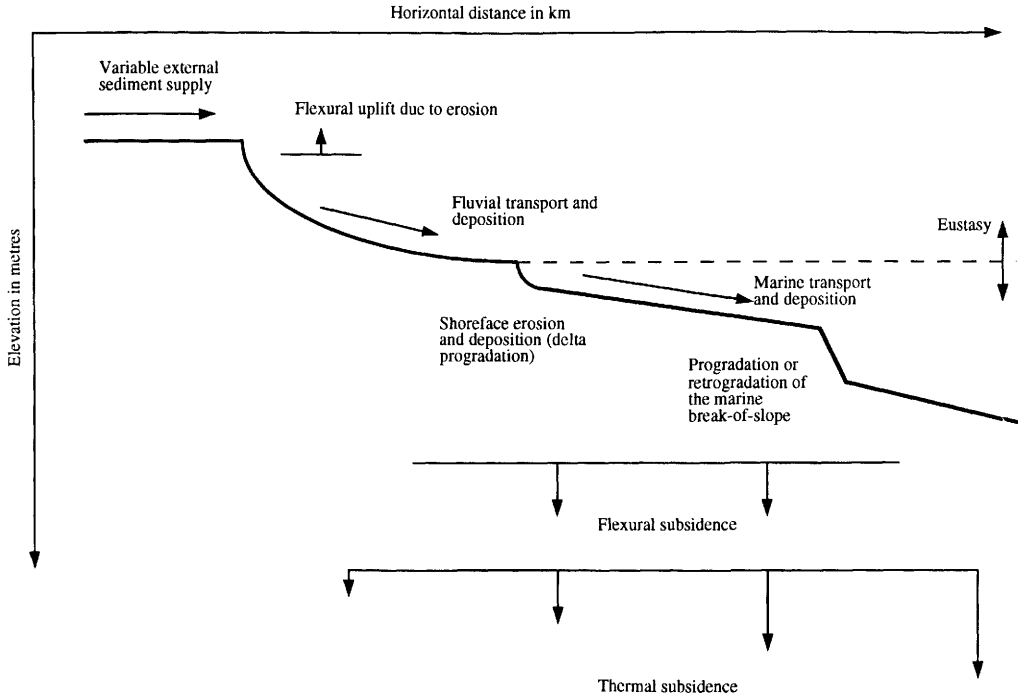 Horizontal distance in km
Variable external
sediment supply
Flexural uplift due to erosion
Fluvial transport and
deposition
Eustasy
Marine transport
and deposition
Elevation in metres
Shoreface erosion
and deposition (delta
progradation)
Progradation or
retrogradation of
the marine
break-of-slope
Flexural subsidence
Thermal subsidence